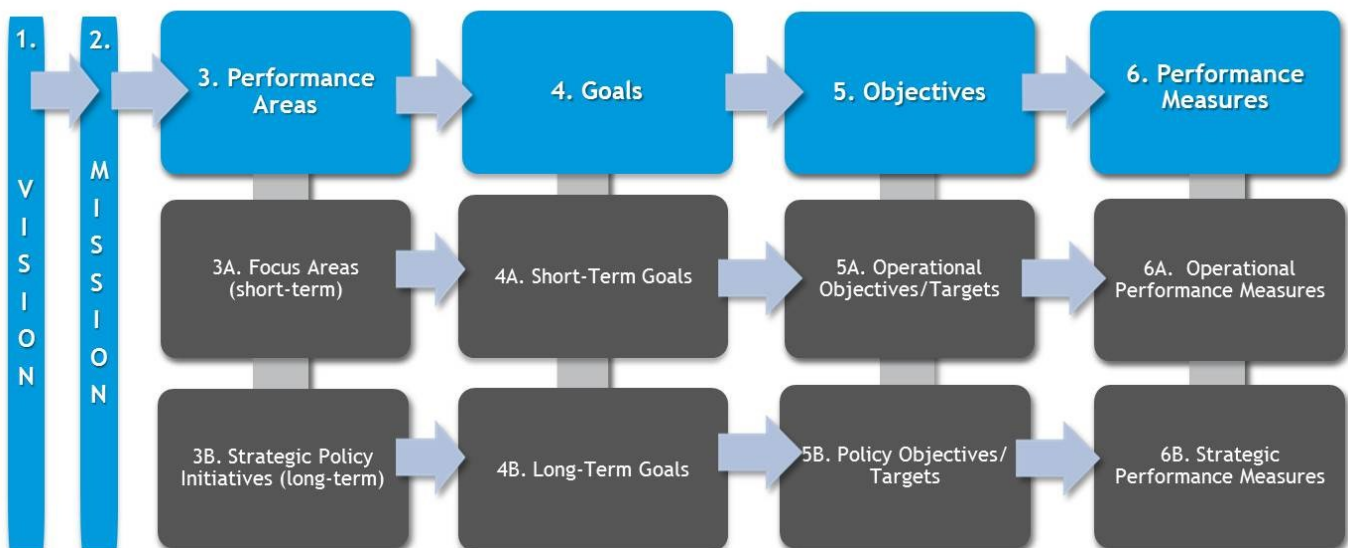 1.
VISION
2.
MISSION
3. Performance
Areas
4. Goals
5. Objectives
6. Performance
Measures
3A. Focus Areas
(short-term)
4A. Short-Term Goals
5A. Operational
Objectives/Targets
6A.  Operational
Performance Measures
3B. Strategic Policy
Initiatives (long-term)
4B. Long-Term Goals
5B. Policy Objectives/
Targets
6B. Strategic
Performance Measures